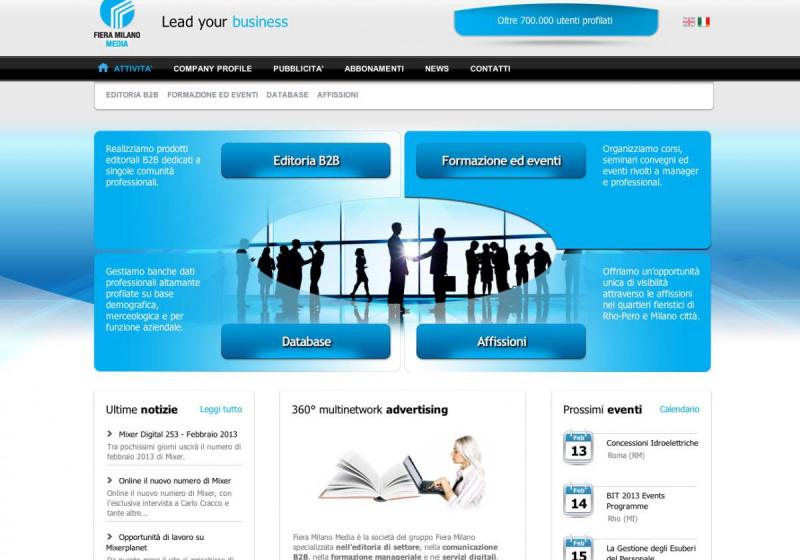 FIERA MILANO
MEDIA
Lead your business
Oltre 700.000 utenti profilati
ATTIVITA' COMPANY PROFILE PUBBLICITA' ABBONAMENTI NEWS CONTATTI
EDITORIA B2B FORMAZIONE ED EVENTI DATABASE AFFISSIONI
Realizziamo prodotti
editoriali B2B dedicati a
singole comunità
professionali.
Editoria B2B
Formazione ed eventi
Organizziamo corsi,
seminari convegni ed
eventi rivolti a manager
e professional.
Gestiamo banche dati
professionali altamante
profilate su base
demografica,
merceologica e per
funzione aziendale.
Database
Affissioni
Offriamo un'opportunità
unica di visibilità
attraverso le affissioni
nei quartieri fieristici di
Rho-Pero e Milano città.
Ultime notizie Leggi tutto
Mixer Digital 253 - Febbraio 2013
Tra pochissimi giorni uscirà il numero di
febbraio 2013 di Mixer.
Online il nuovo numero di Mixer
Online il nuovo numero di Mixer, con
l'esclusiva intervista a Carlo Cracco e
tante altre...
Opportunità di lavoro su
Mixerplanet
360° multinetwork advertising
Fiera Milano Media è la società del gruppo Fiera Milano
specializzata nell'editoria di settore, nella comunicazione
B2B, nella formazione manageriale e nei servizi digitali.
Prossimi eventi Calendario
Feb
13
Concessioni Idroelettriche
Roma (RM)
Feb
14
BIT 2013 Events
Programme
Rho (MI)
Feb
15
La Gestione degli Esuberi
del Personale